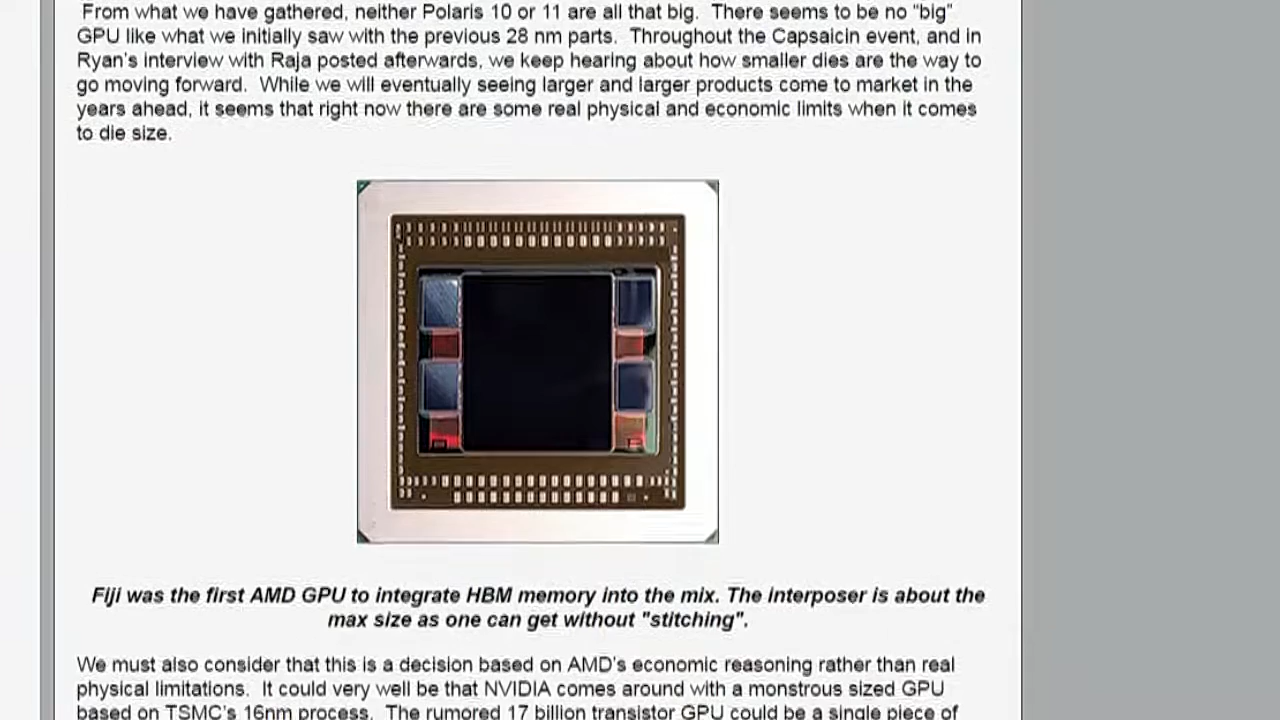 From what we have gathered, neither Polaris 10 or 11 are all that big.  There seems to be no “big”
GPU like what we initially saw with the previous 28 nm parts.  Throughout the Capsaicin event, and in
Ryan’s interview with Raja posted afterwards, we keep hearing about how smaller dies are the way to
go moving forward.  While we will eventually seeing larger and larger products come to market in the
years ahead, it seems that right now there are some real physical and economic limits when it comes
to die size.
Fiji was the first AMD GPU to integrate HBM memory into the mix. The interposer is about the
max size as one can get without "stitching".
We must also consider that this is a decision based on AMD’s economic reasoning rather than real
physical limitations.  It could very well be that NVIDIA comes around with a monstrous sized GPU
based on TSMC’s 16nm process.  The rumored 17 billion transistor GPU could be a single piece of